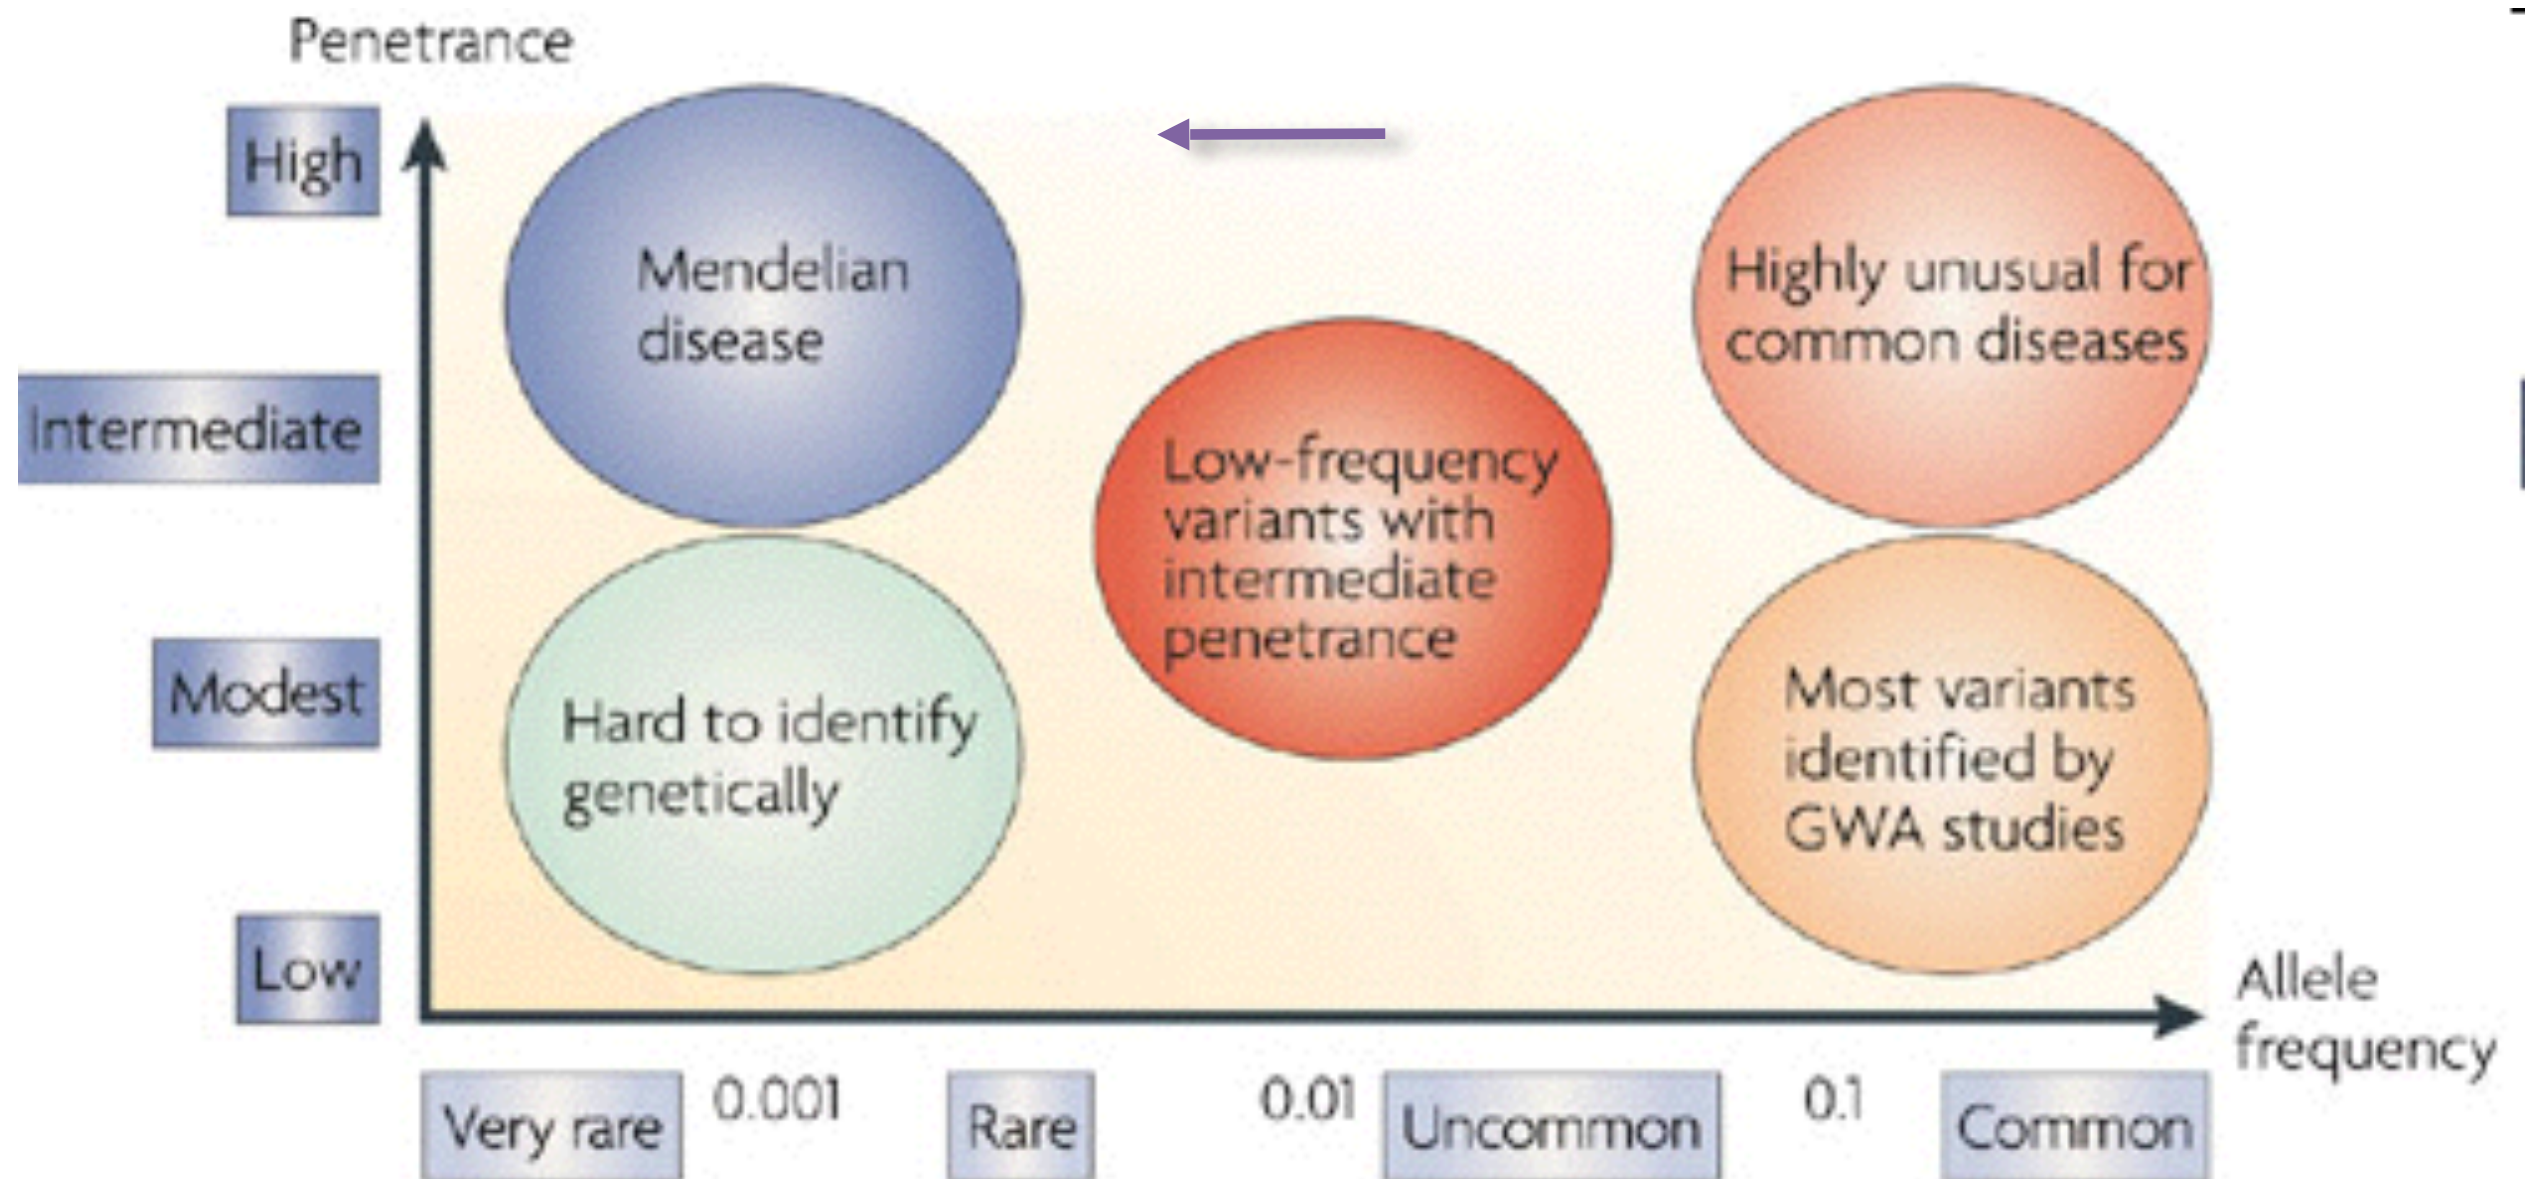 Penetrance
High
Intermediate
Modest
Low
Mendelian
disease
Hard to identify
genetically
Low-frequency
variants with
intermediate
penetrance
Highly unusual for
common diseases
Most variants
identified by
GWA studies
Allele
frequency
Very rare
0.001
Rare
0.01
Uncommon
0.1
Common